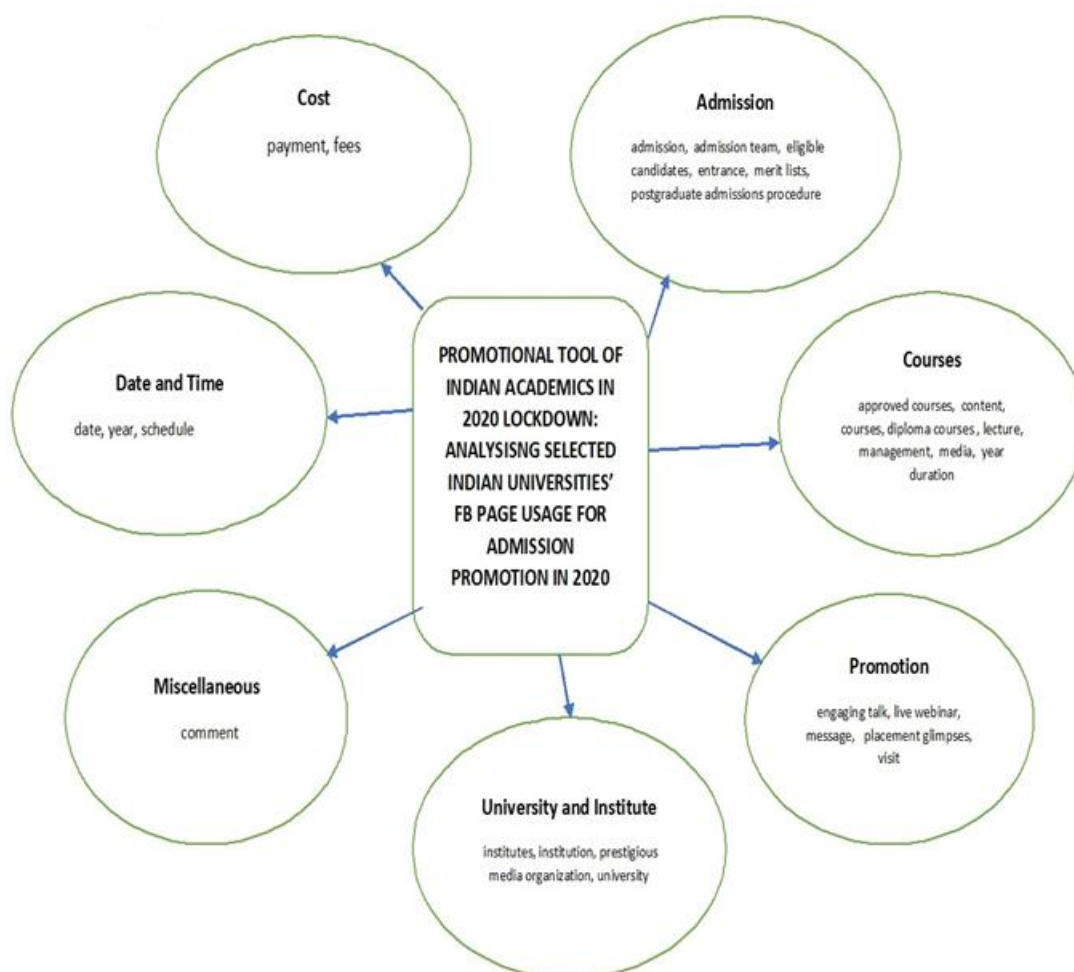 Cost
payment, fees
Admission
admission, admission team, eligible
candidates, entrance, merit lists,
postgraduate admissions procedure
PROMOTIONAL TOOL OF
INDIAN ACADEMICS IN
2020 LOCKDOWN:
ANALYSISNG SELECTED
INDIAN UNIVERSITIES’
FB PAGE USAGE FOR
ADMISSION
PROMOTION IN 2020
Date and Time
date, year, schedule
Courses
approved courses, content,
courses, diploma courses , lecture,
management, media, year
duration
Miscellaneous
comment
Promotion
engaging talk, live webinar,
message, placement glimpses,
visit
University and Institute
institutes, institution, prestigious
media organization, university